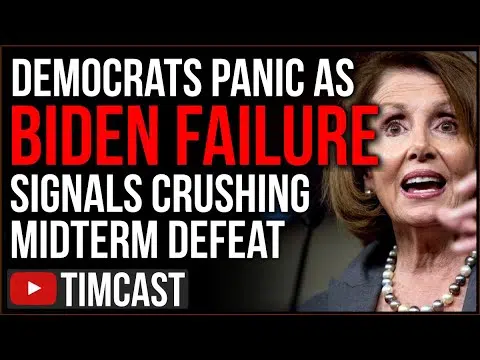 DEMOCRATS PANIC AS
BIDEN FAILURE
SIGNALS CRUSHING
MIDTERM DEFEAT
TIMCAST